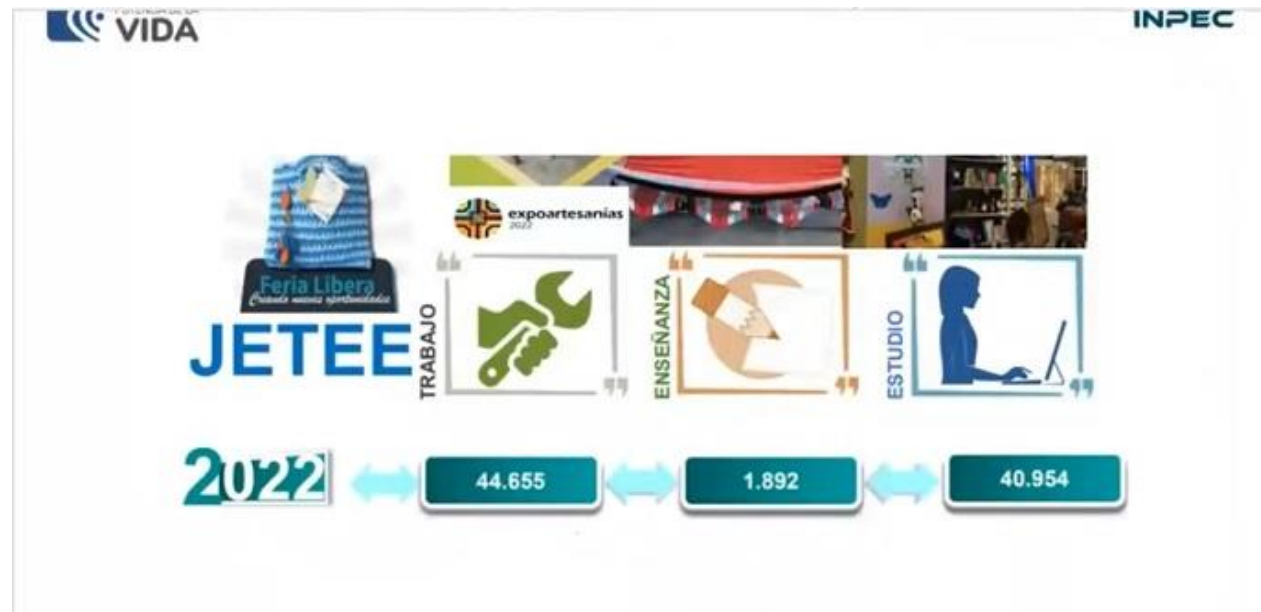 VIDA
INPEC
expoartesanías
2022
Feria Libera
Creando nuevas oportunidades
JETEE
TRABAJO
ENSEÑANZA
ESTUDIO
2022
44.655
1.892
40.954